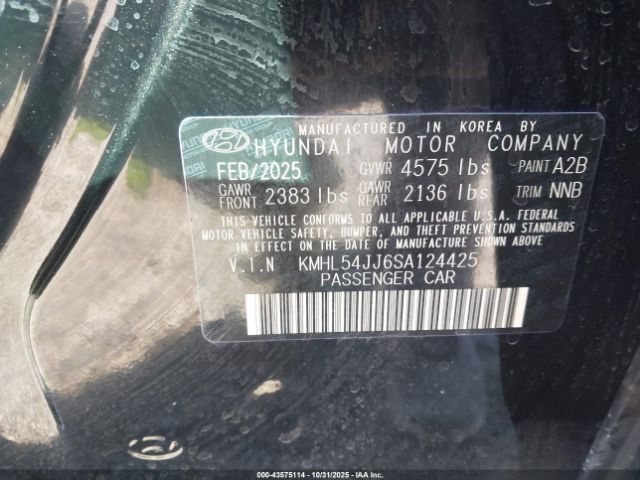 MANUFACTURED IN KOREA BY
HYUNDAI MOTOR COMPANY
FEB/2025 GVWR 4575 lbs PAINT A2B
GAWR FRONT 2383 lbs GAWR REAR 2136 lbs TRIM NNB
THIS VEHICLE CONFORMS TO ALL APPLICABLE U.S.A. FEDERAL
MOTOR VEHICLE SAFETY, BUMPER, AND THEFT PREVENTION STANDARDS
IN EFFECT ON THE DATE OF MANUFACTURE SHOWN ABOVE
V.I.N KMHL54JJ6SA124425
PASSENGER CAR
000-43575114 - 10/31/2025 - IAAI.com